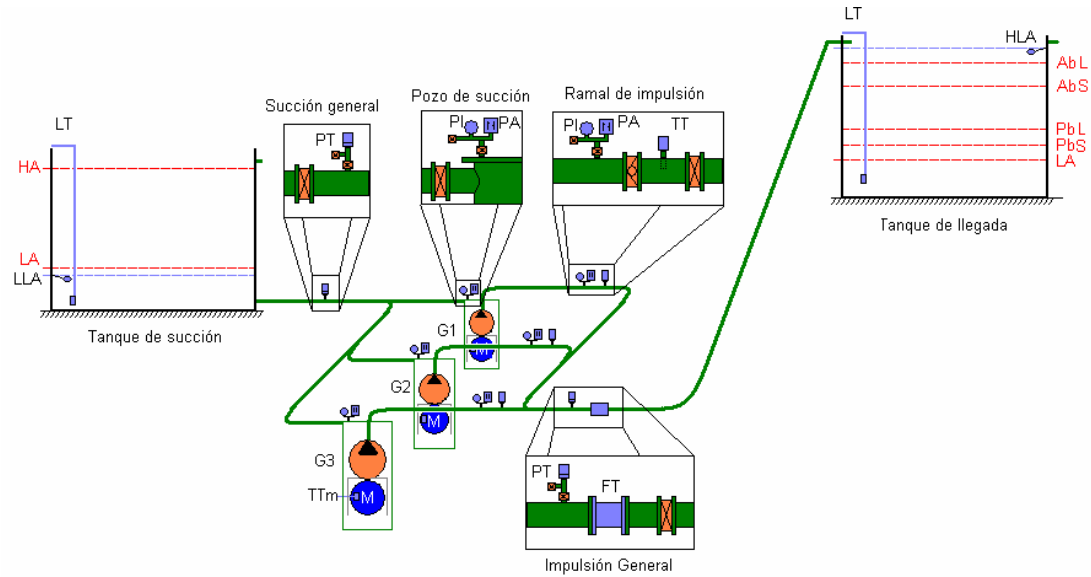 LT
HLA
AbL
AbS
PbL
PbS
LA
Tanque de llegada
Pozo de succión
PI
PA
Ramal de impulsión
PI
PA
TT
Succión general
PT
LT
HA
LA
LLA
Tanque de succión
G1
M
G2
M
G3
TTm
M
PT
FT
Impulsión General